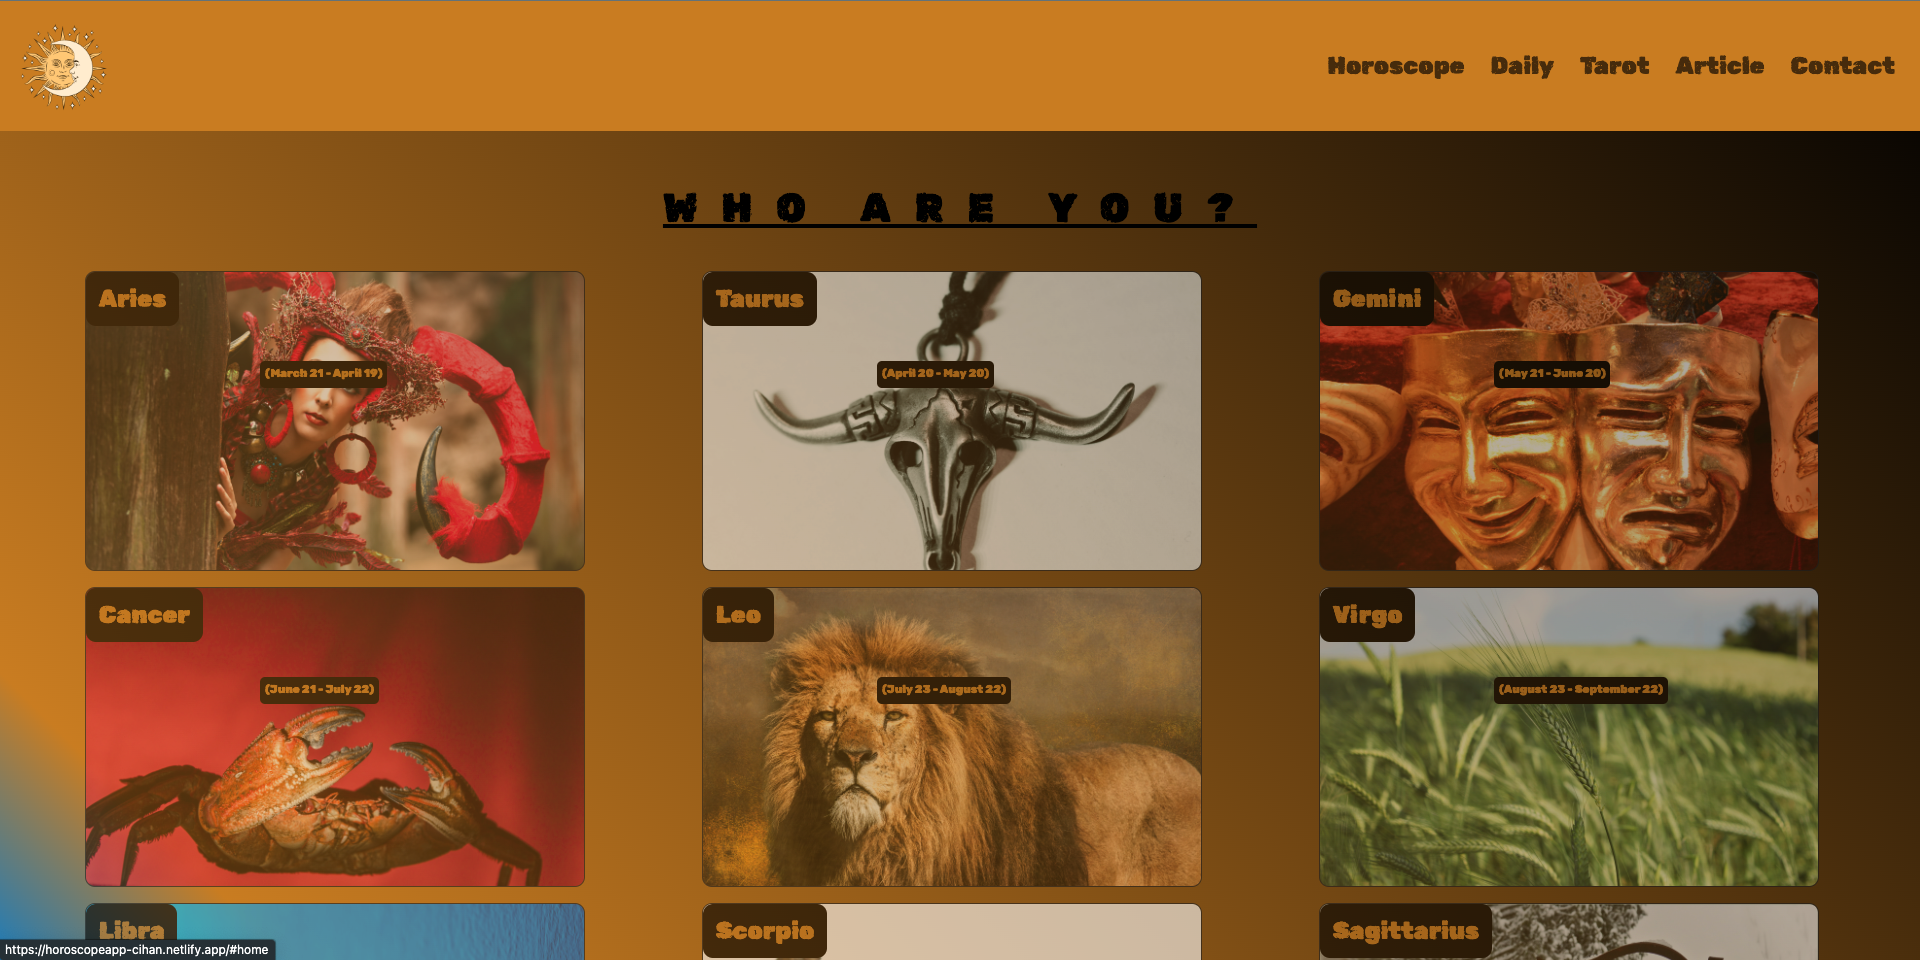 Horoscope Daily Tarot Article Contact
WHO ARE YOU?
Aries
(March 21 - April 19)
Taurus
(April 20 - May 20)
Gemini
(May 21 - June 20)
Cancer
(June 21 - July 22)
Leo
(July 23 - August 22)
Virgo
(August 23 - September 22)
Libra
Scorpio
Sagittarius
https://horoscopeapp-cihan.netlify.app/#home